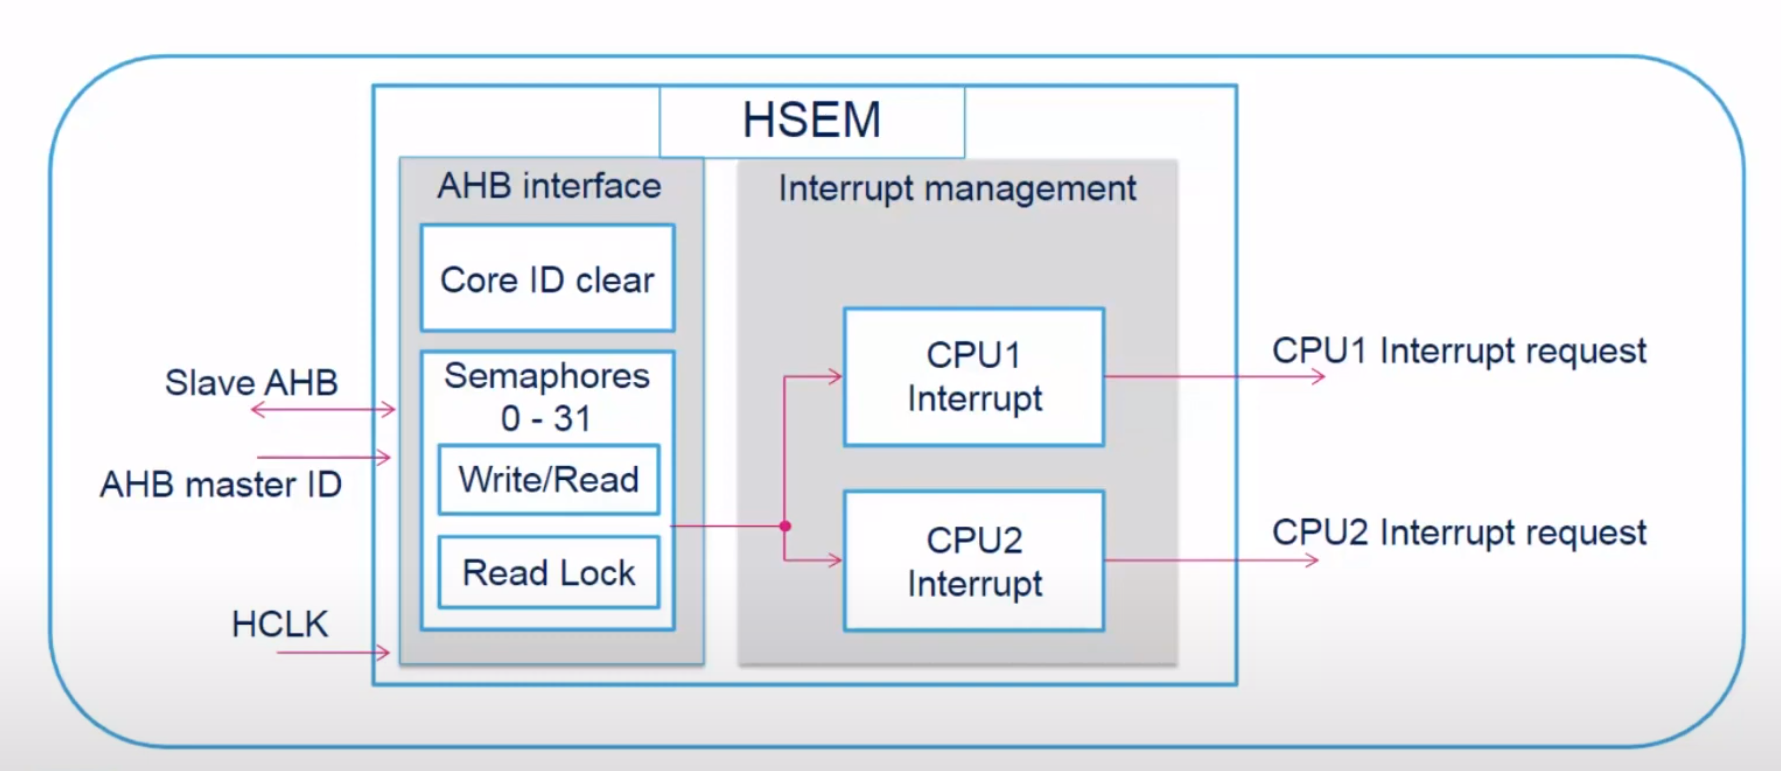 HSEM
AHB interface
Core ID clear
Semaphores
0 - 31
Write/Read
Read Lock
Interrupt management
CPU1
Interrupt
CPU2
Interrupt
Slave AHB
AHB master ID
HCLK
CPU1 Interrupt request
CPU2 Interrupt request